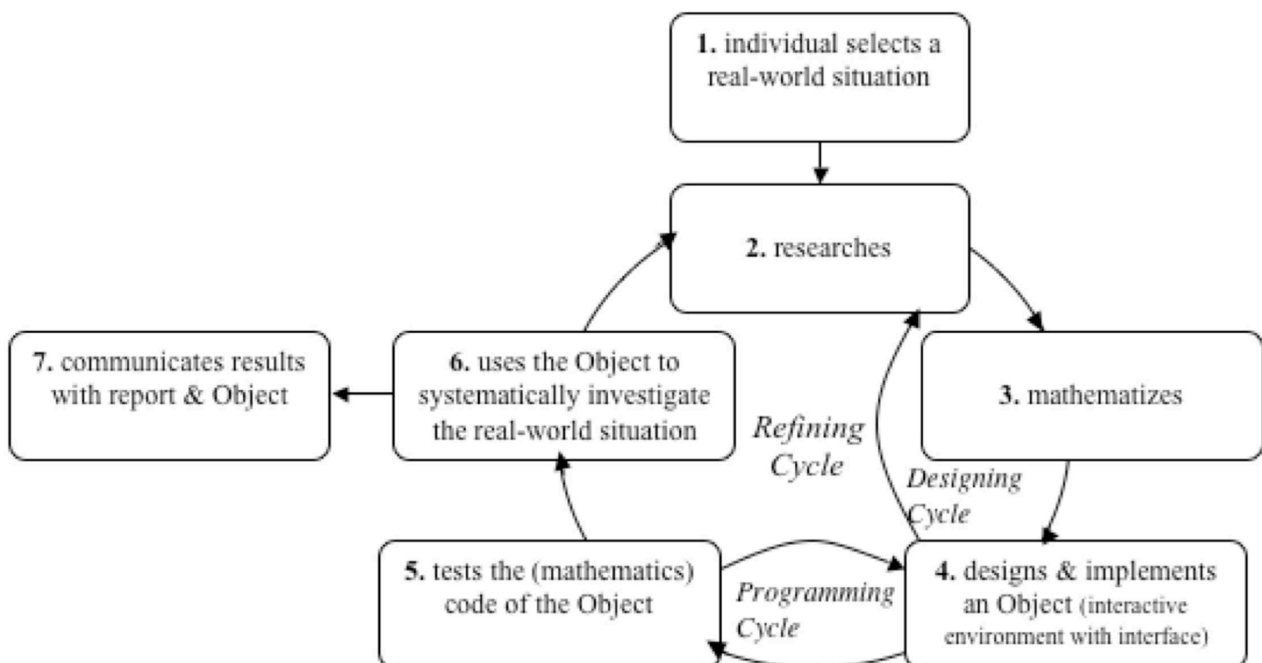 1. individual selects a
real-world situation
2. researches
7. communicates results
with report & Object
6. uses the Object to
systematically investigate
the real-world situation
3. mathematizes
Refining
Cycle
Designing
Cycle
5. tests the (mathematics)
code of the Object
Programming
Cycle
4. designs & implements
an Object (interactive
environment with interface)